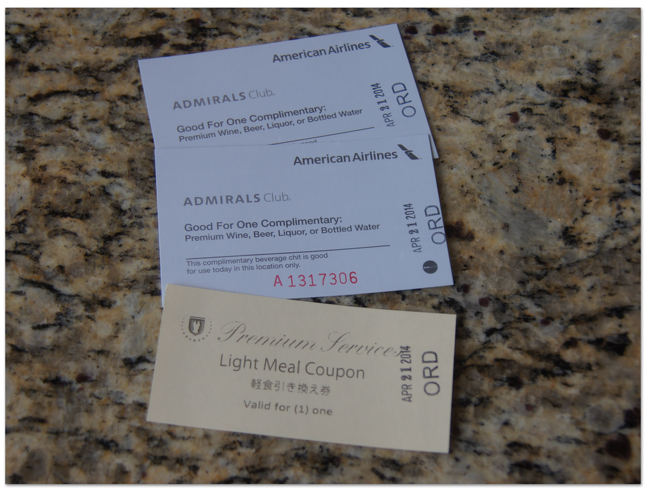 American Airlines
ADMIRALS Club.
Good For One Complimentary:
Premium Wine, Beer, Liquor, or Bottled Water
APR 21 2014
ORD
American Airlines
ADMIRALS Club.
Good For One Complimentary:
Premium Wine, Beer, Liquor, or Bottled Water
This complimentary beverage chit is good
for use today in this location only.
A 1317306
APR 21 2014
ORD
Premium Services
Light Meal Coupon
軽食引き換え券
Valid for (1) one
APR 21 2014
ORD